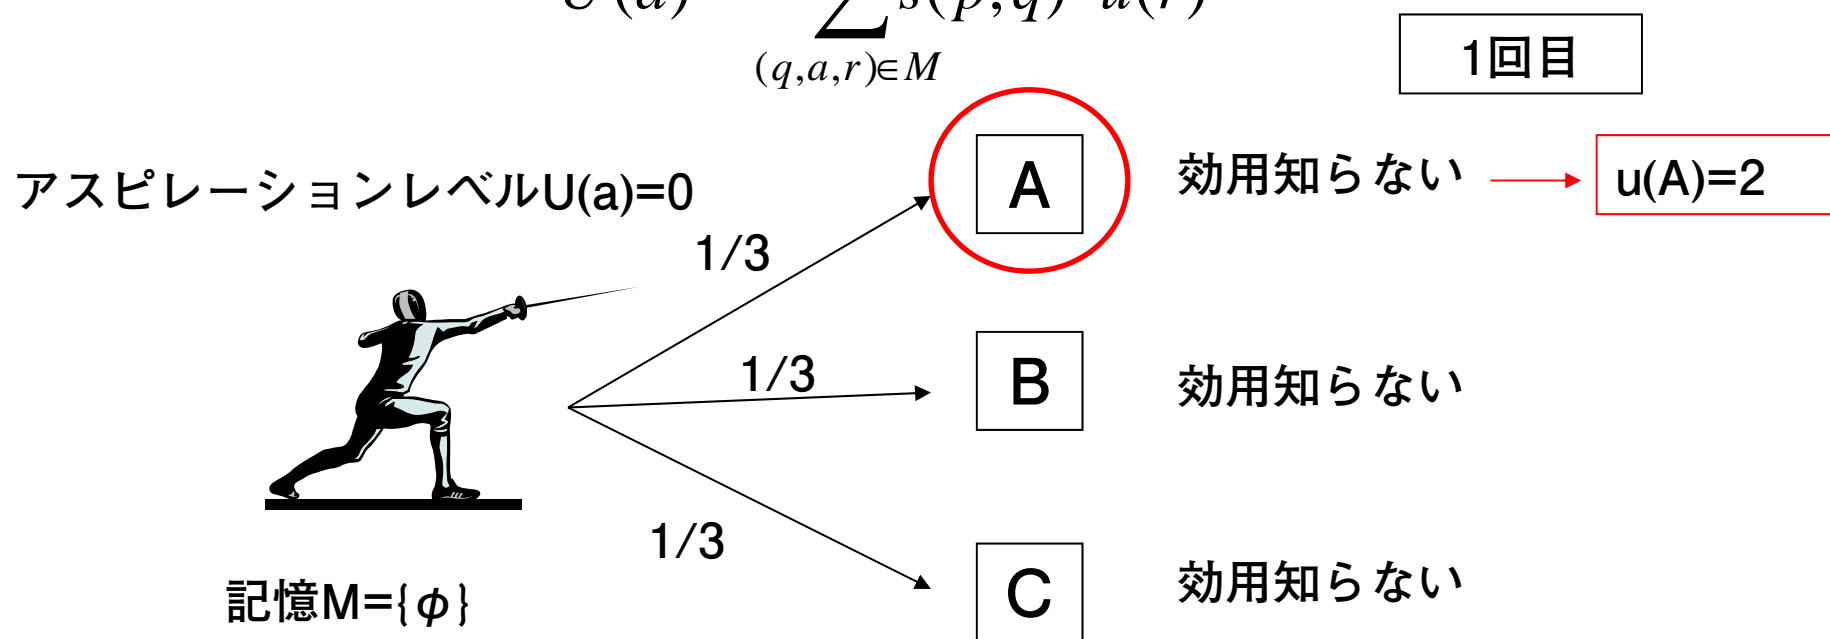 U (a) ∑ s(p,q) u(r)
(q,a,r)∈M
1回目
アスピレーションレベルU(a)=0
A
効用知らない
u(A)=2
1/3
1/3
B
効用知らない
1/3
記憶M={φ}
C
効用知らない